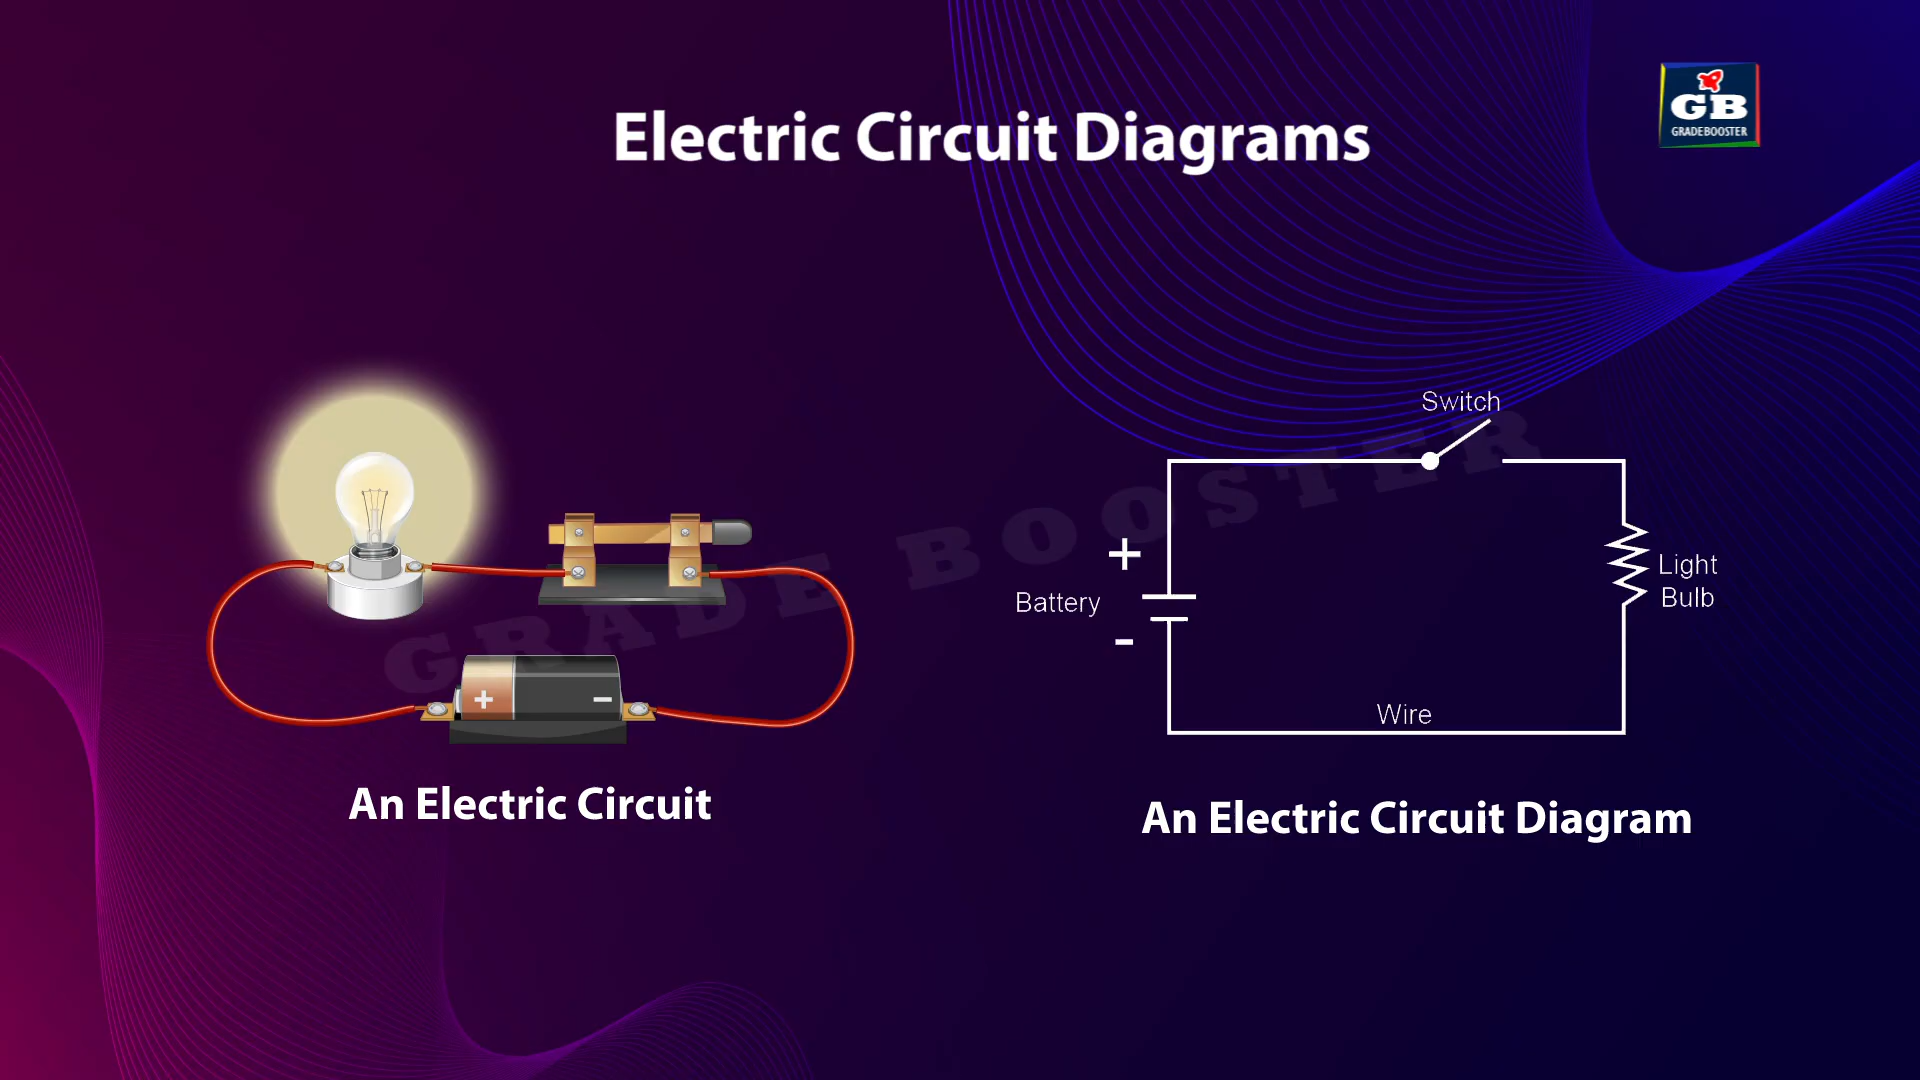 Electric Circuit Diagrams
GB
GRADEBOOSTER
GRADE BOOSTER
+ −
An Electric Circuit
Switch
+
Battery
-
Light
Bulb
Wire
An Electric Circuit Diagram